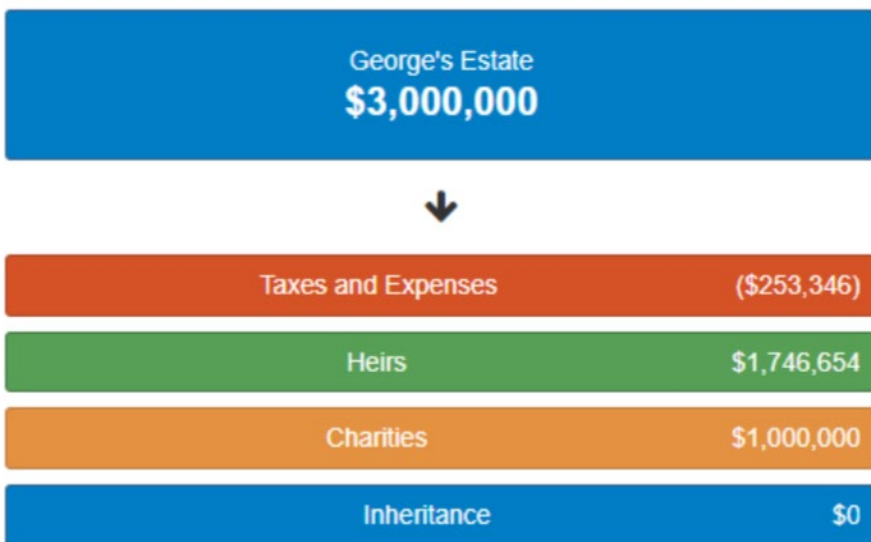 George's Estate
$3,000,000
Taxes and Expenses ($253,346)
Heirs $1,746,654
Charities $1,000,000
Inheritance $0